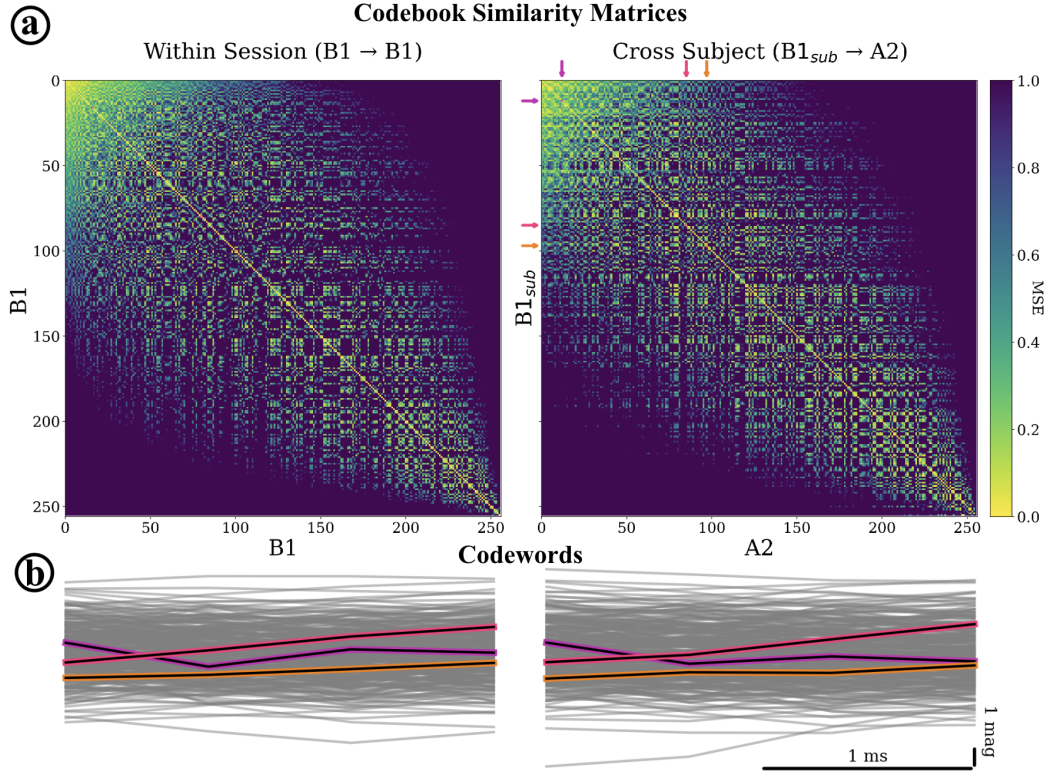 a
Codebook Similarity Matrices
Within Session (B1 → B1)
Cross Subject (B1sub → A2)
0
50
100
150
200
250
B1
0 50 100 150 200 250
B1
B1sub
0 50 100 150 200 250
A2
1.0
0.8
0.6
0.4
0.2
0.0
MSE
b
Codewords
1 ms
1 mag